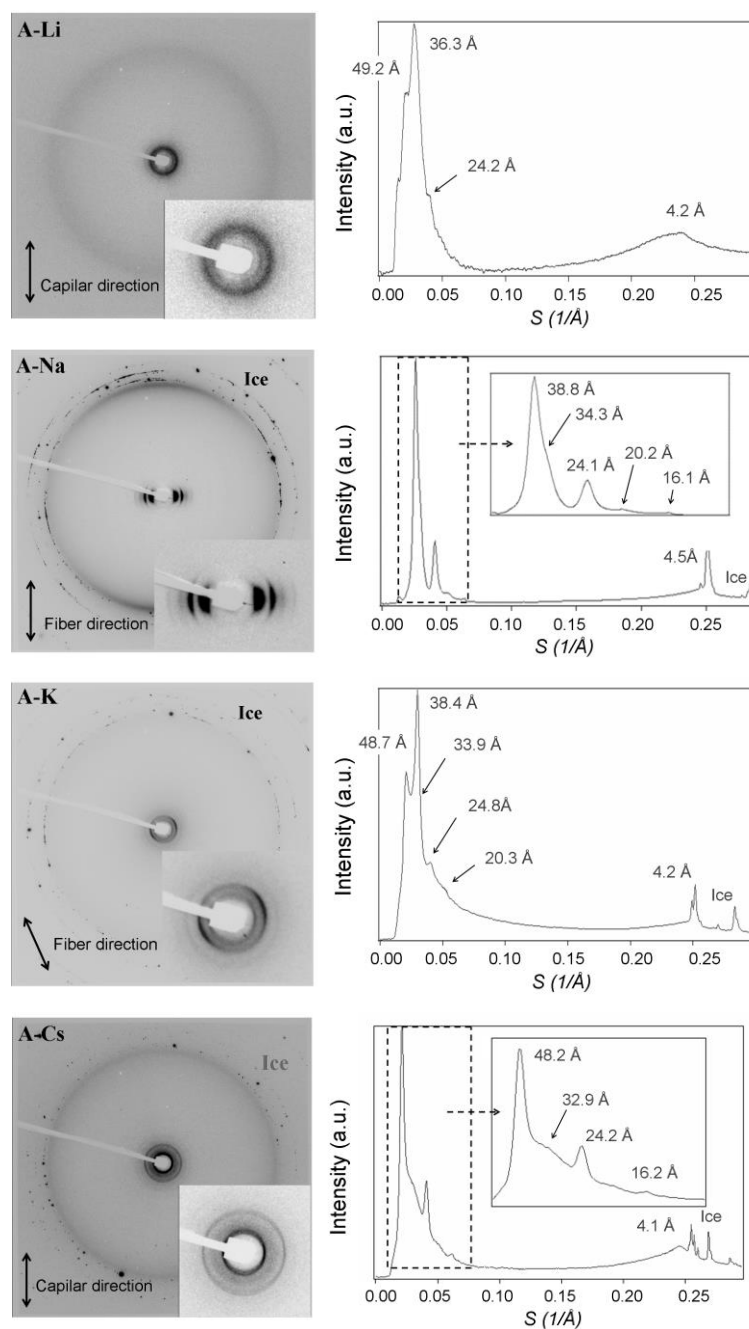 A-Li
Capilar direction
Intensity (a.u.)
49.2 Å
36.3 Å
24.2 Å
4.2 Å
0.00 0.05 0.10 0.15 0.20 0.25
S (1/Å)
A-Na
Ice
Fiber direction
Intensity (a.u.)
38.8 Å
34.3 Å
24.1 Å
20.2 Å
16.1 Å
4.5Å
Ice
0.00 0.05 0.10 0.15 0.20 0.25
S (1/Å)
A-K
Ice
Fiber direction
Intensity (a.u.)
38.4 Å
48.7 Å
33.9 Å
24.8Å
20.3 Å
4.2 Å
Ice
0.00 0.05 0.10 0.15 0.20 0.25
S (1/Å)
A-Cs
Ice
Capilar direction
Intensity (a.u.)
48.2 Å
32.9 Å
24.2 Å
16.2 Å
4.1 Å
Ice
0.00 0.05 0.10 0.15 0.20 0.25
S (1/Å)